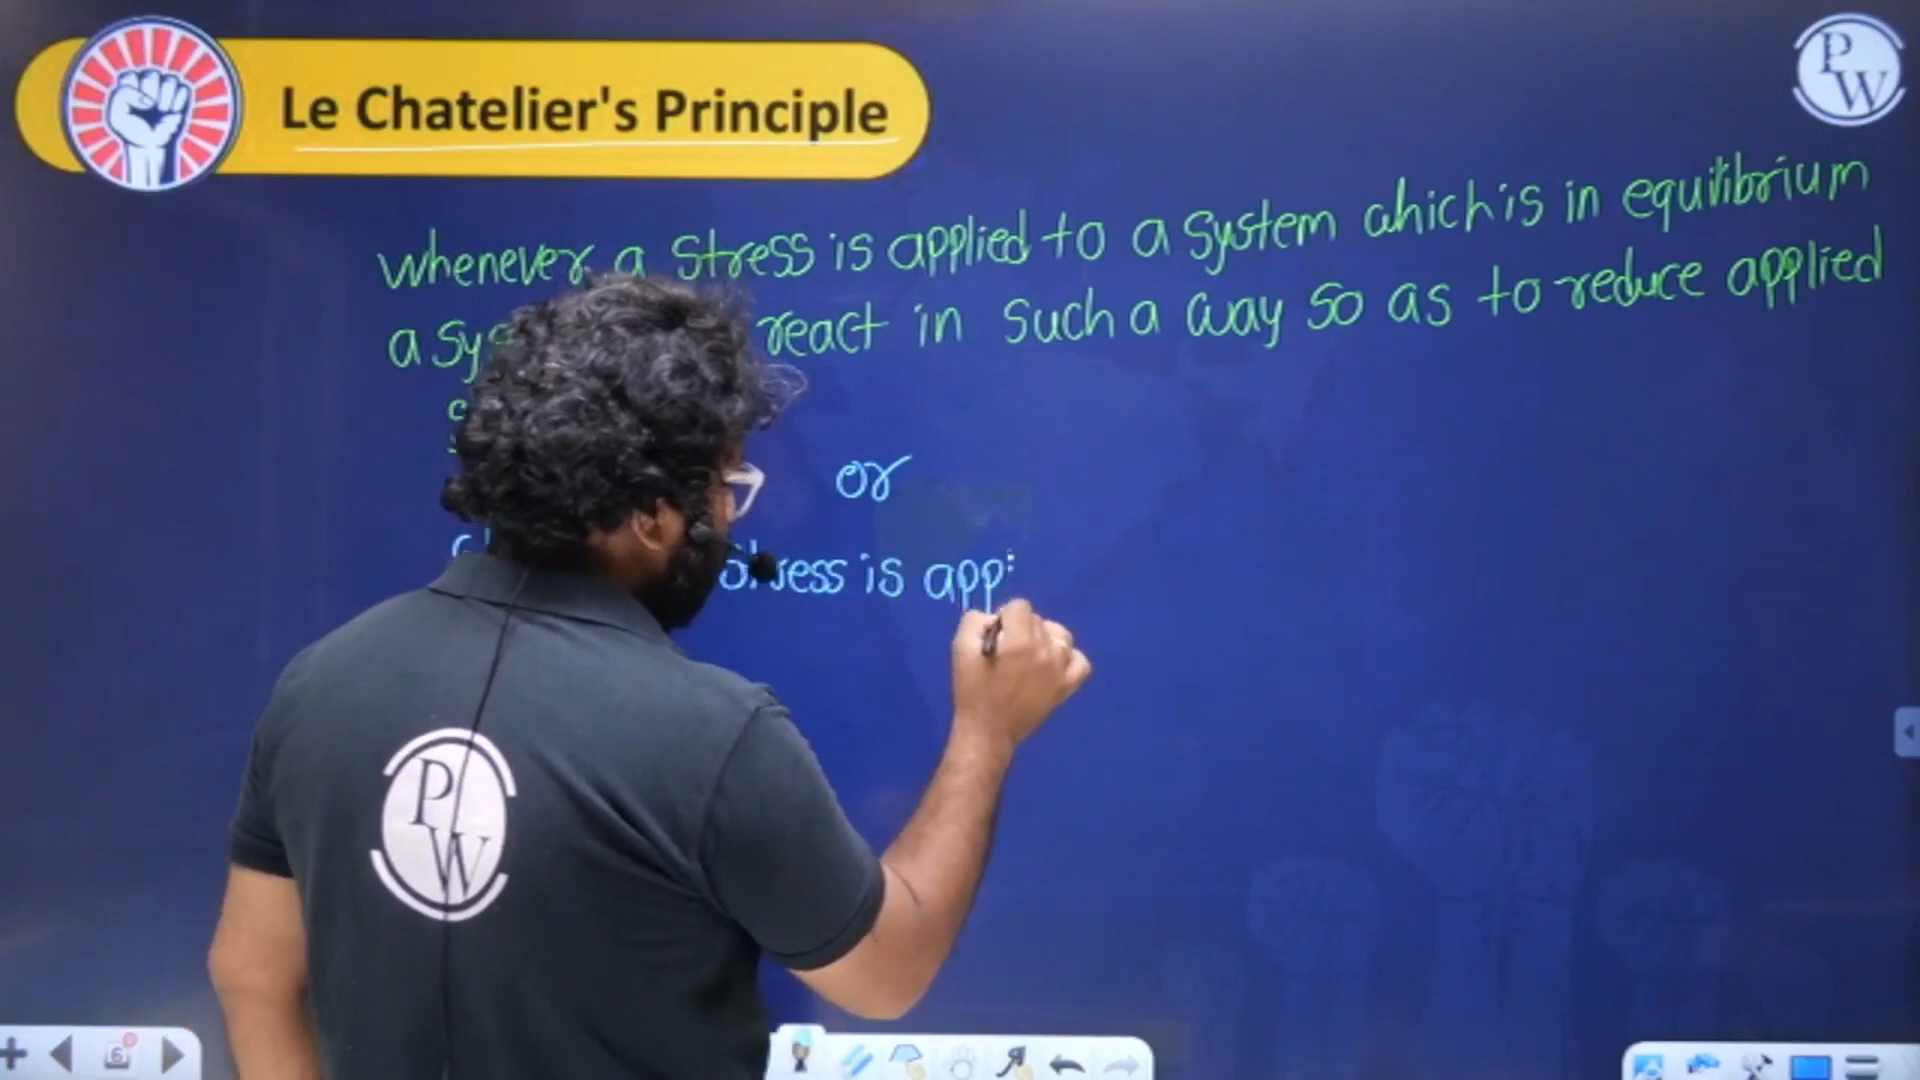 Le Chatelier's Principle
PW
whenever a stress is applied to a system which is in equilibrium
a react in such a way so as to reduce applied
or
stress is app
PW